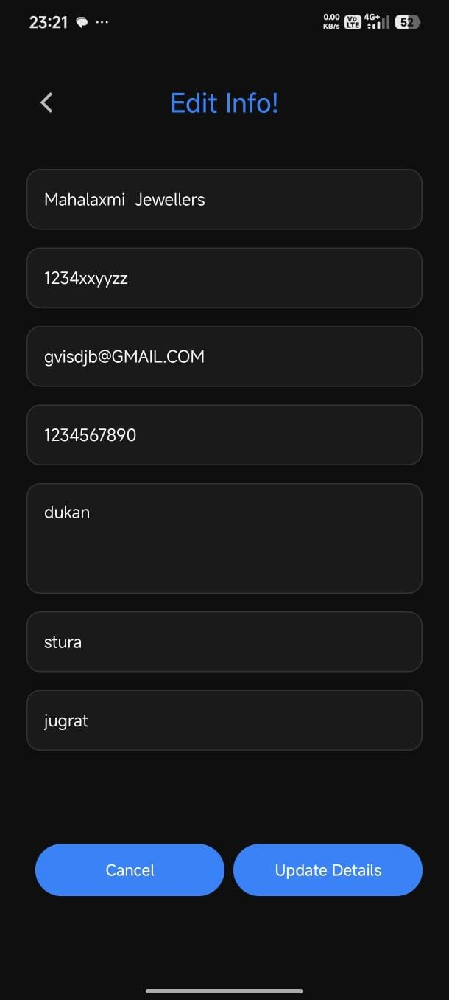 23:21
0.00 KB/s Vo LTE 4G+ 52
Edit Info!
Mahalaxmi  Jewellers
1234xxyyzz
gvisdjb@GMAIL.COM
1234567890
dukan
stura
jugrat
Cancel Update Details